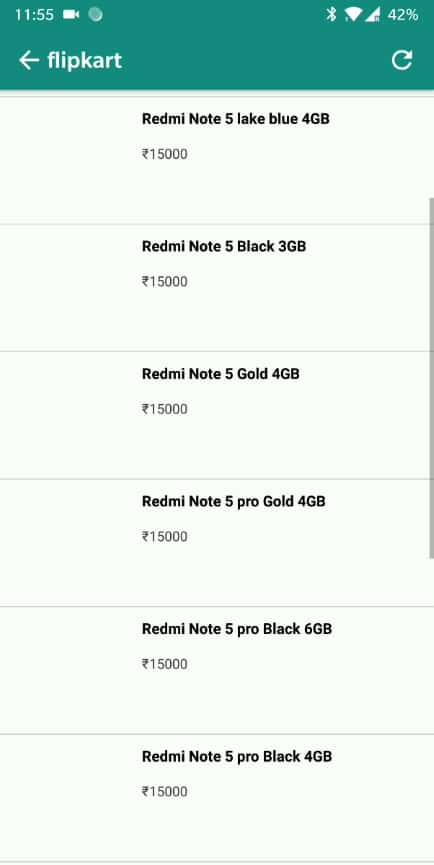 11:55 42%
flipkart
Redmi Note 5 lake blue 4GB
₹15000
Redmi Note 5 Black 3GB
₹15000
Redmi Note 5 Gold 4GB
₹15000
Redmi Note 5 pro Gold 4GB
₹15000
Redmi Note 5 pro Black 6GB
₹15000
Redmi Note 5 pro Black 4GB
₹15000